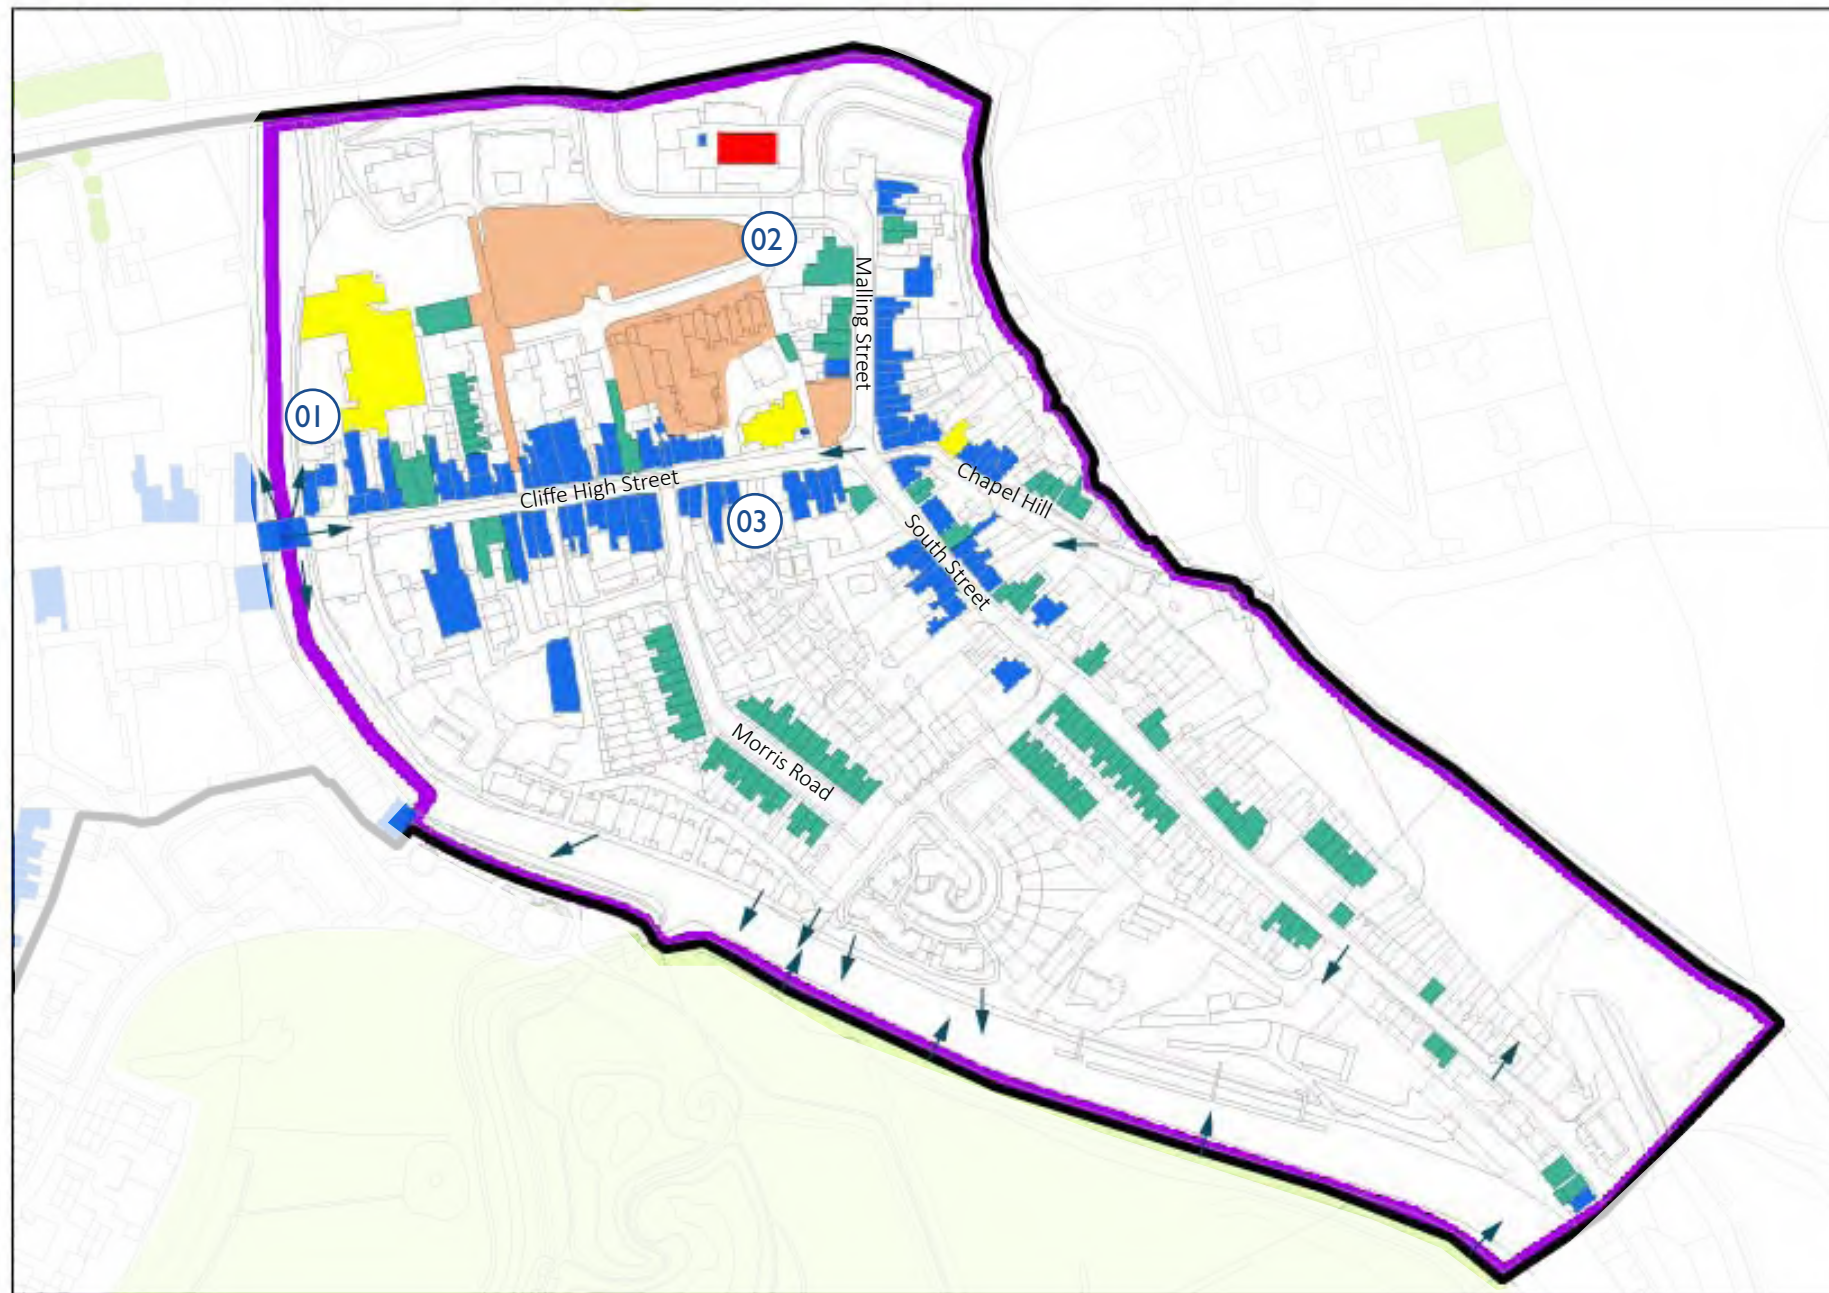 02
Malling Street
01
Cliffe High Street
03
Chapel Hill
South Street
Morris Road